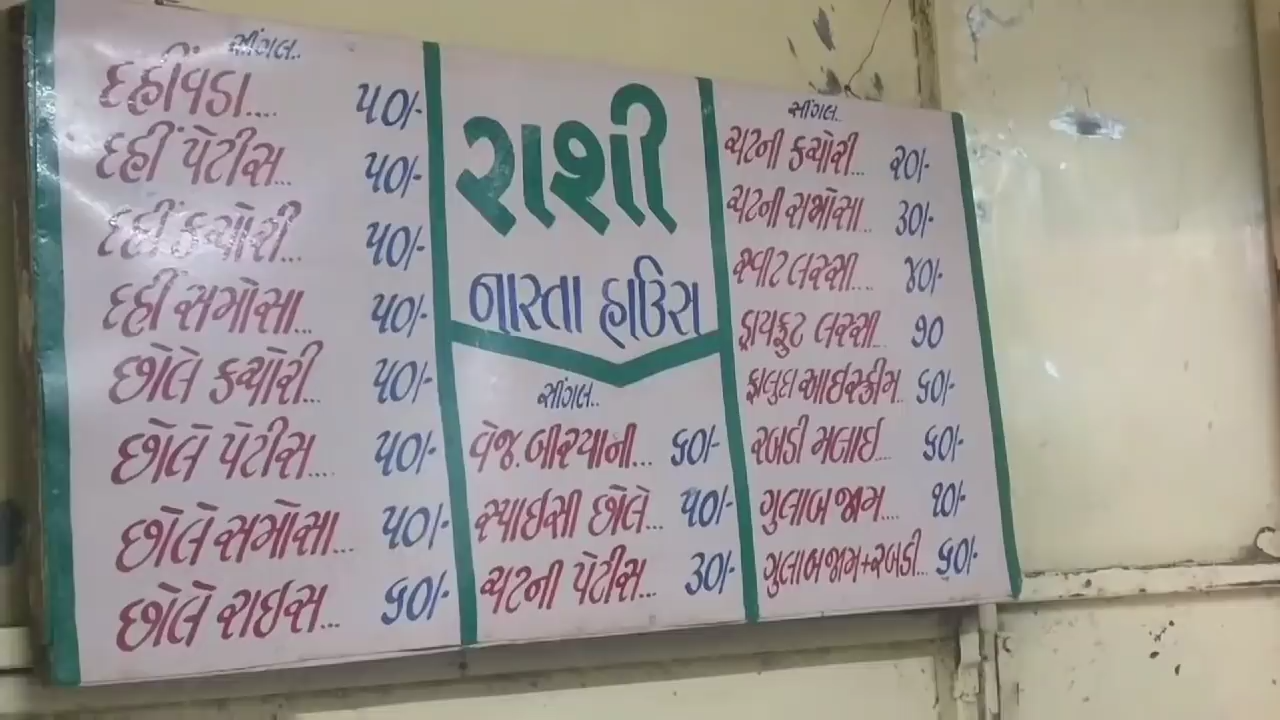 સીંગલ..
દહીંવડા.... ૫૦/-
દહીં પેટીસ... ૫૦/-
દહીં કચોરી... ૫૦/-
દહીં સમોસા... ૫૦/-
છોલે કચોરી... ૫૦/-
છોલે પેટીસ.... ૫૦/-
છોલે સમોસા... ૫૦/-
છોલે રાઇસ... ૬૦/-
રાશી
નાસ્તા હાઉસ
સીંગલ..
વેજ. બીરયાની... ૬૦/-
સ્પાઇસી છોલે... ૫૦/-
ચટની પેટીસ... ૩૦/-
સીંગલ..
ચટની કચોરી... ૨૦/-
ચટની સમોસા... ૩૦/-
સ્વીટ લસ્સી.... ૪૦/-
ડ્રાયફ્રુટ લસ્સી... ૭૦
ફાલુદા આઇસ્ક્રીમ.. ૬૦/-
રબડી મલાઇ.... ૬૦/-
ગુલાબજામ.... ૧૦/-
ગુલાબજામ+રબડી... ૬૦/-